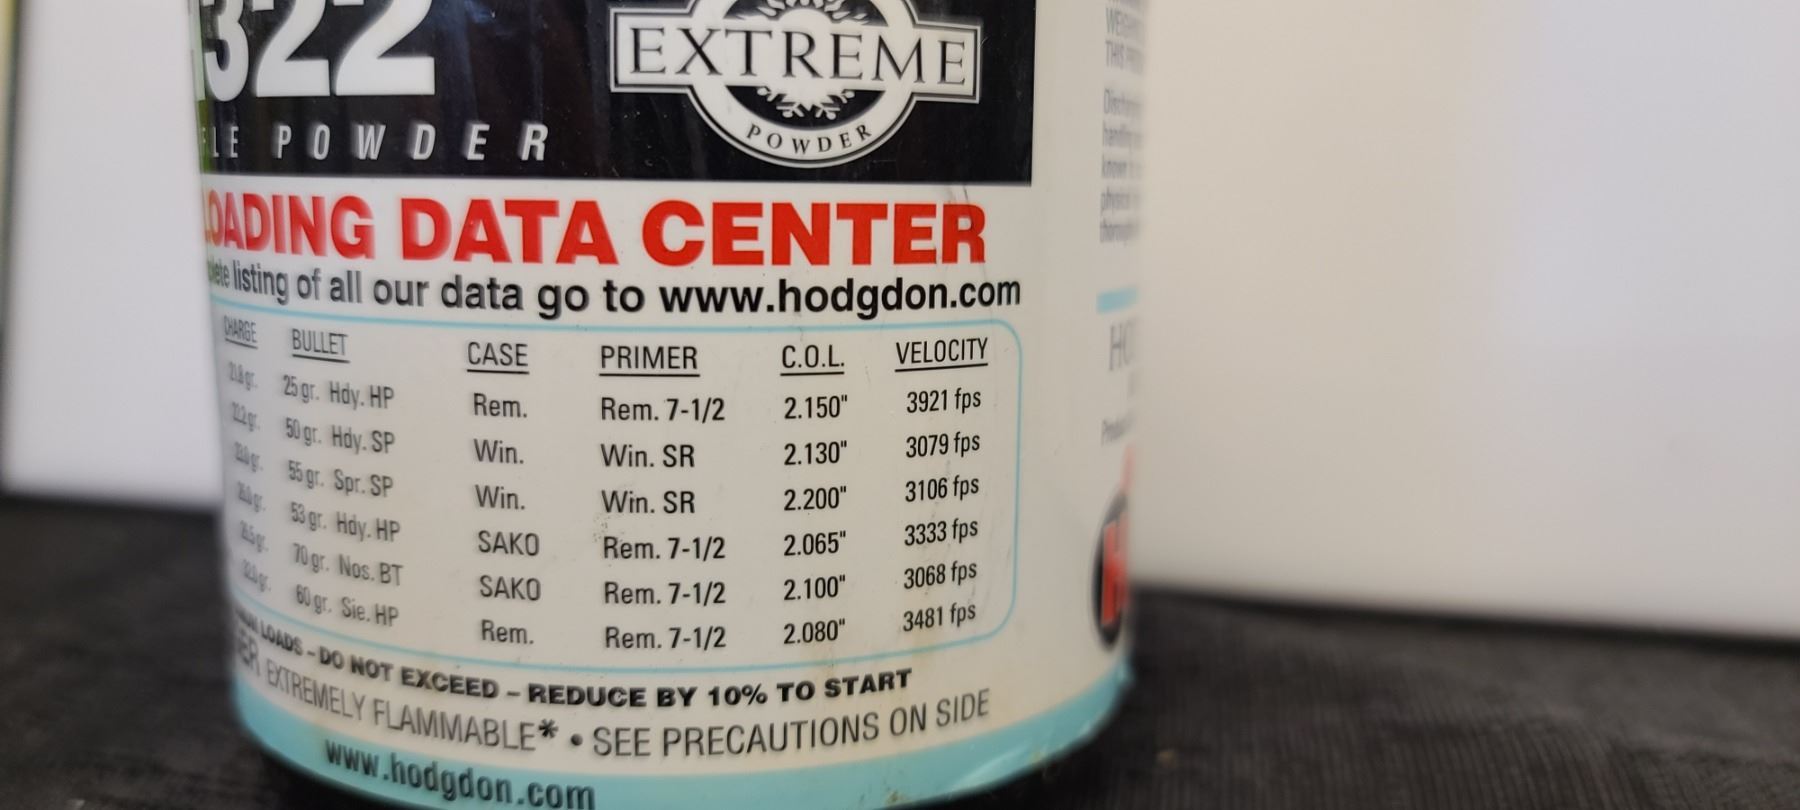 322
EXTREME
POWDER
LE POWDER
LOADING DATA CENTER
listing of all our data go to www.hodgdon.com
CHARGE BULLET CASE PRIMER C.O.L. VELOCITY
25 gr. Hdy. HP Rem. Rem. 7-1/2 2.150" 3921 fps
50 gr. Hdy. SP Win. Win. SR 2.130" 3079 fps
55 gr. Spr. SP Win. Win. SR 2.200" 3106 fps
53 gr. Hdy. HP SAKO Rem. 7-1/2 2.065" 3333 fps
70 gr. Nos. BT SAKO Rem. 7-1/2 2.100" 3068 fps
60 gr. Sie. HP Rem. Rem. 7-1/2 2.080" 3481 fps
LOADS - DO NOT EXCEED - REDUCE BY 10% TO START
EXTREMELY FLAMMABLE* • SEE PRECAUTIONS ON SIDE
www.hodgdon.com